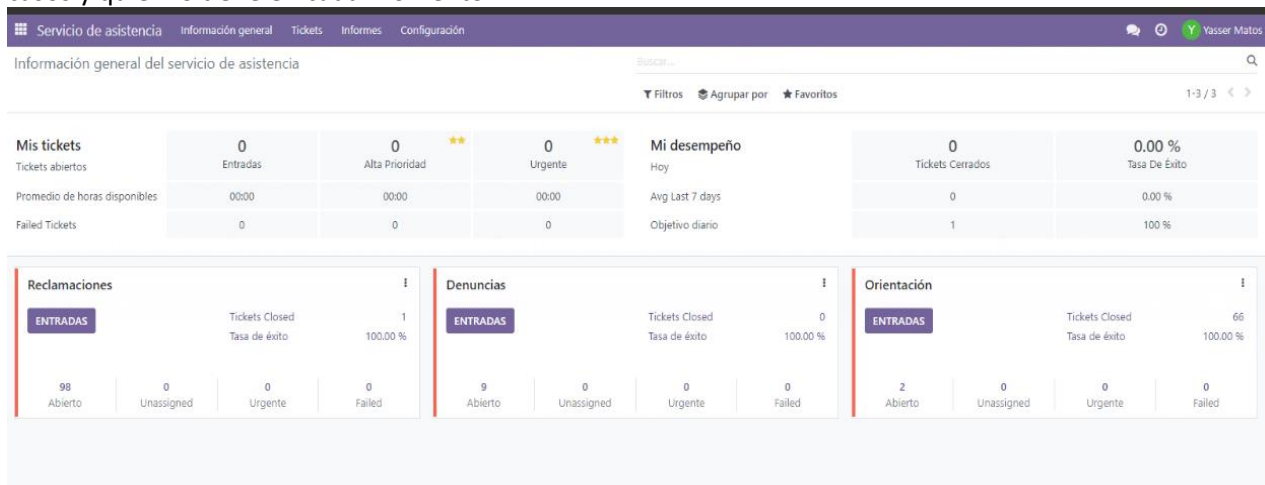 Servicio de asistencia Información general Tickets Informes Configuración Y Yasser Matos
Información general del servicio de asistencia Buscar...
Filtros Agrupar por Favoritos 1-3 / 3
Mis tickets 0 0 0 Mi desempeño 0 0.00 %
Tickets abiertos Entradas Alta Prioridad Urgente Hoy Tickets Cerrados Tasa De Éxito
Promedio de horas disponibles 00:00 00:00 00:00 Avg Last 7 days 0 0.00 %
Failed Tickets 0 0 0 Objetivo diario 1 100 %
Reclamaciones Denuncias Orientación
ENTRADAS Tickets Closed 1 ENTRADAS Tickets Closed 0 ENTRADAS Tickets Closed 66
Tasa de éxito 100.00 % Tasa de éxito 100.00 % Tasa de éxito 100.00 %
98 0 0 0 9 0 0 0 2 0 0 0
Abierto Unassigned Urgente Failed Abierto Unassigned Urgente Failed Abierto Unassigned Urgente Failed